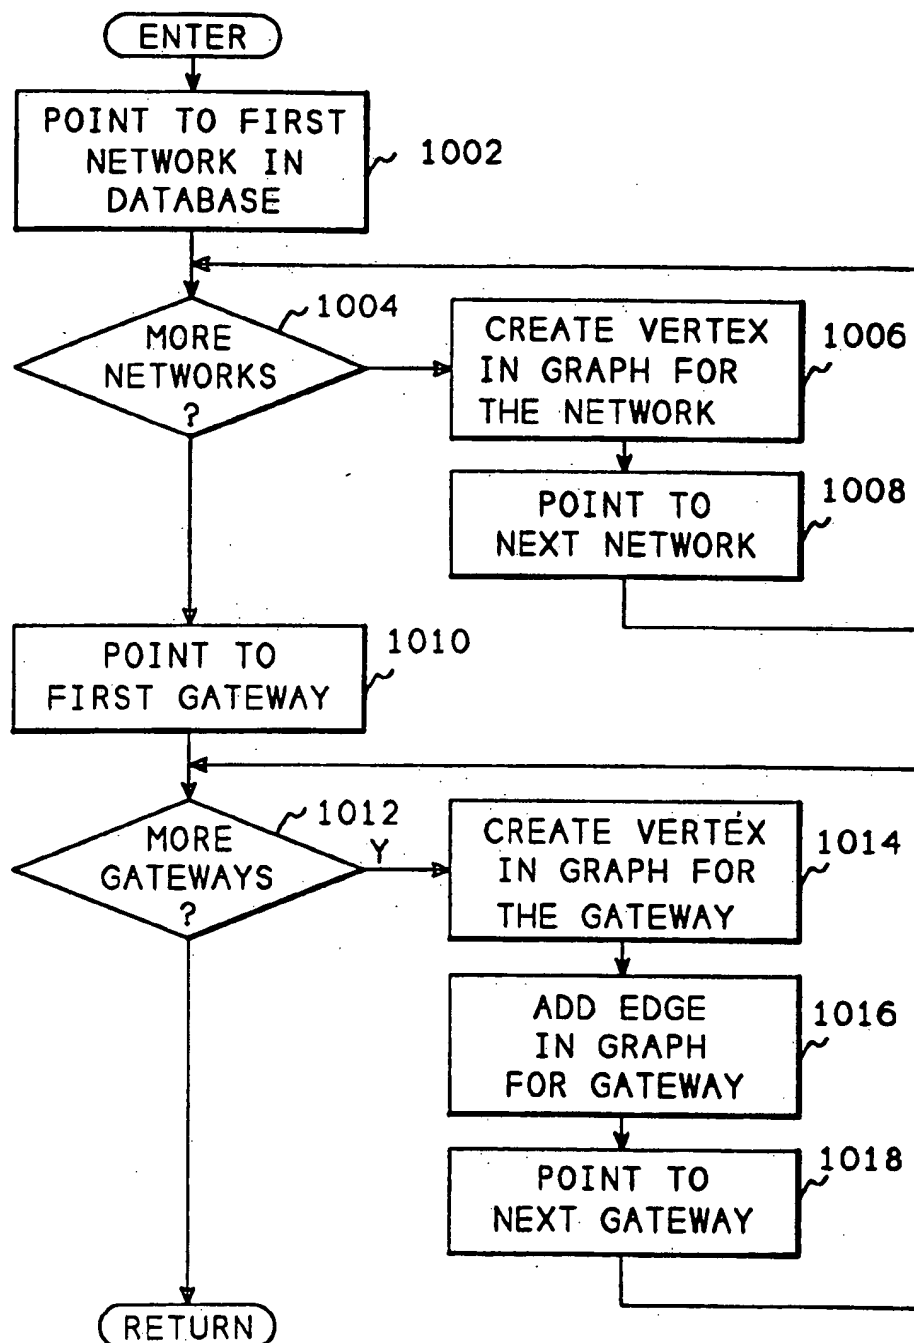 ENTER
POINT TO FIRST
NETWORK IN
DATABASE
1002
MORE
NETWORKS
?
1004
CREATE VERTEX
IN GRAPH FOR
THE NETWORK
1006
POINT TO
NEXT NETWORK
1008
POINT TO
FIRST GATEWAY
1010
MORE
GATEWAYS
?
1012
Y
CREATE VERTEX
IN GRAPH FOR
THE GATEWAY
1014
ADD EDGE
IN GRAPH
FOR GATEWAY
1016
POINT TO
NEXT GATEWAY
1018
RETURN